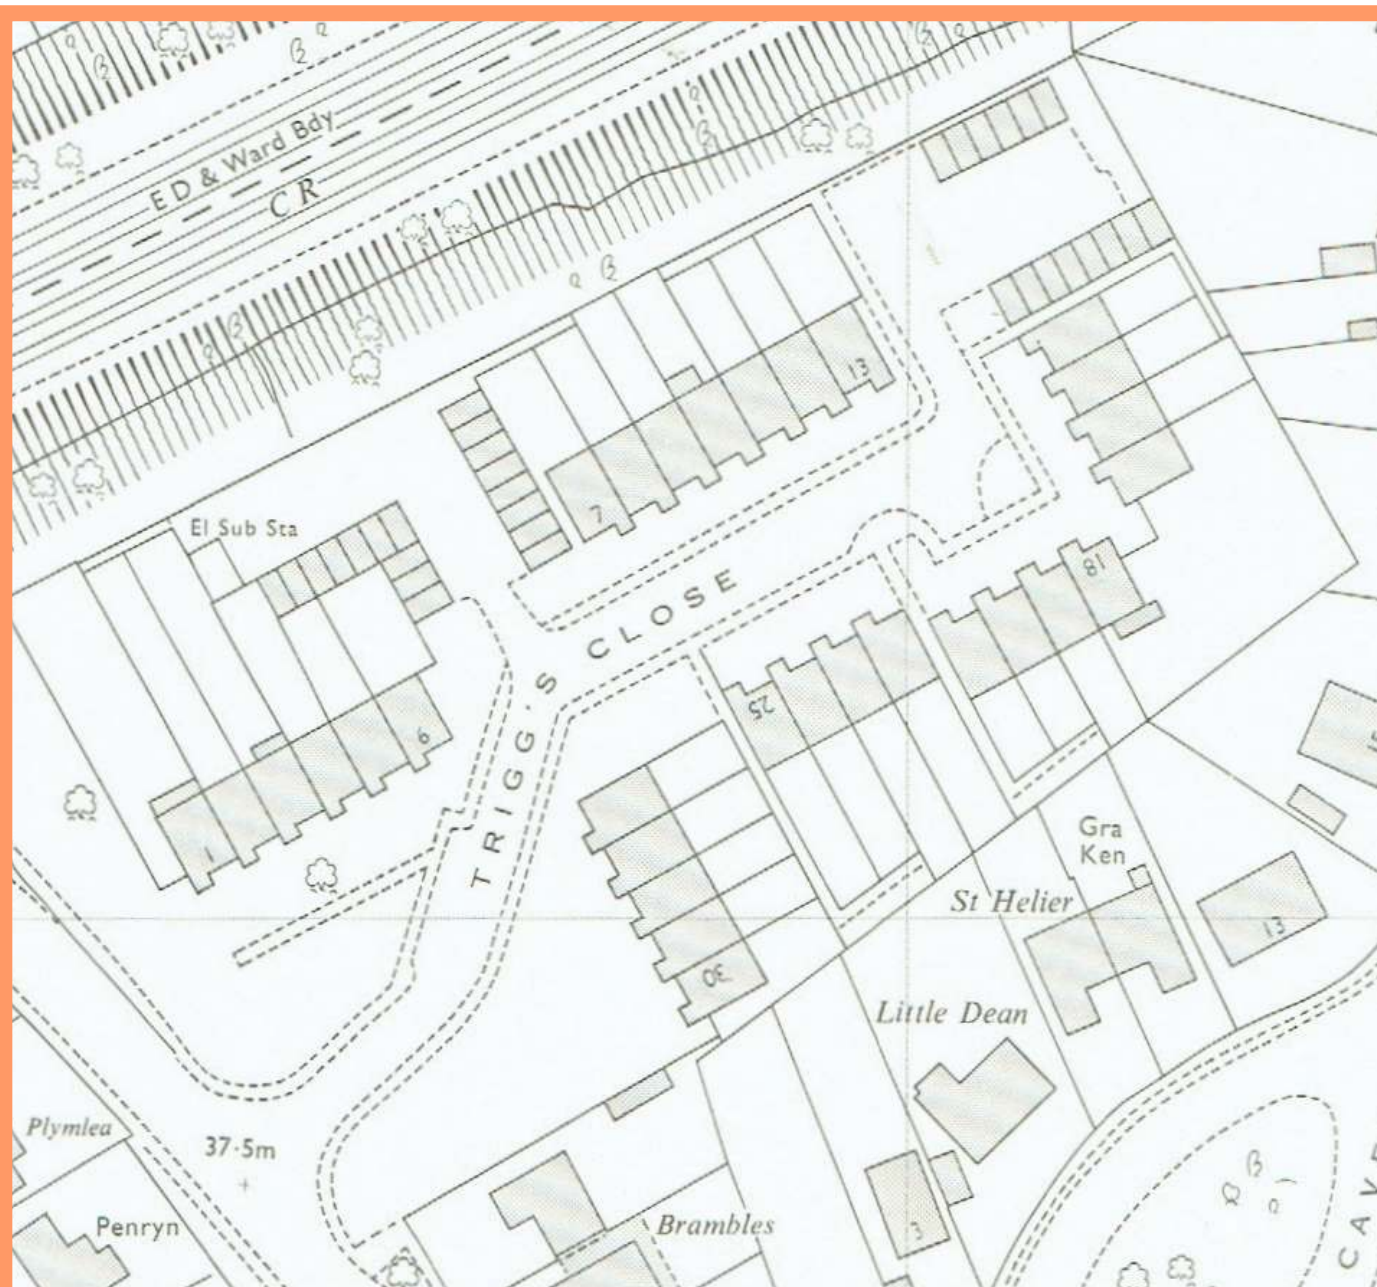 ED & Ward Bdy
CR
El Sub Sta
13
7
18
TRIGG'S CLOSE
25
6
1
30
Gra
Ken
St Helier
13
Little Dean
Plymlea
37·5m
Penryn
Brambles
3
CAVE